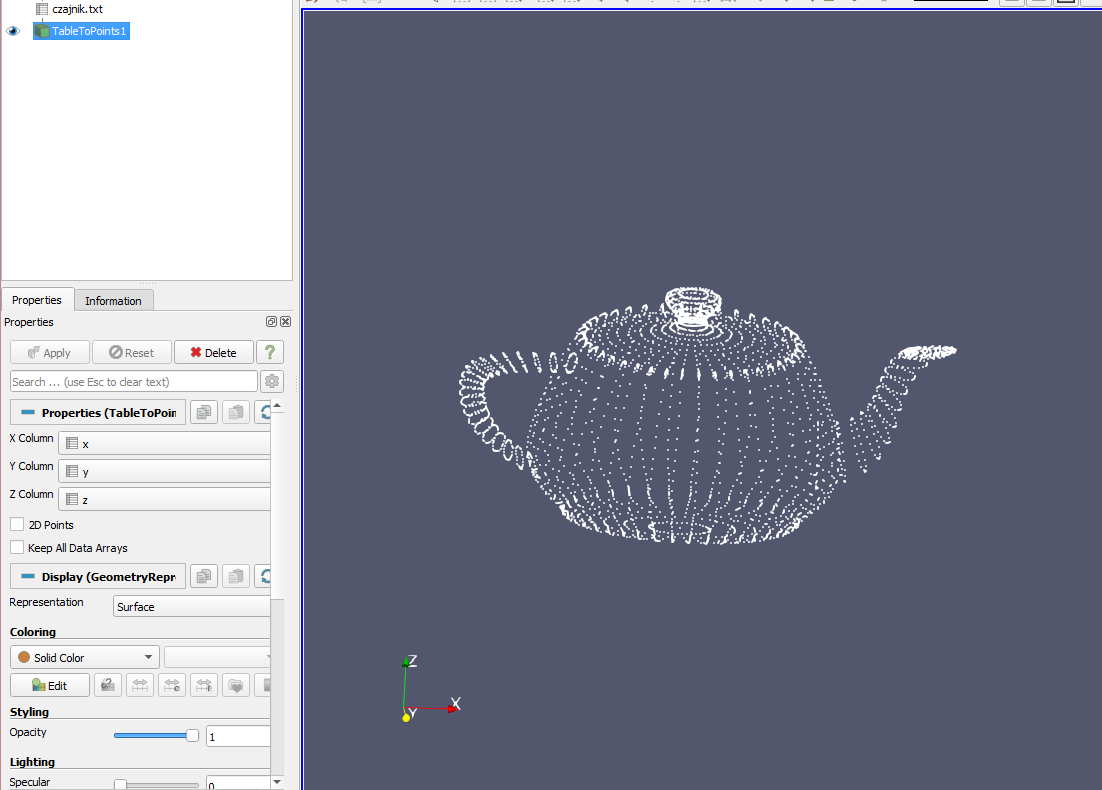 czajnik.txt
TableToPoints1
Properties
Information
Properties
Apply
Reset
Delete
?
Search ... (use Esc to clear text)
Properties (TableToPoin
X Column
x
Y Column
y
Z Column
z
2D Points
Keep All Data Arrays
Display (GeometryRepr
Representation
Surface
Coloring
Solid Color
Edit
Styling
Opacity
1
Lighting
Specular
0
Z
X
Y